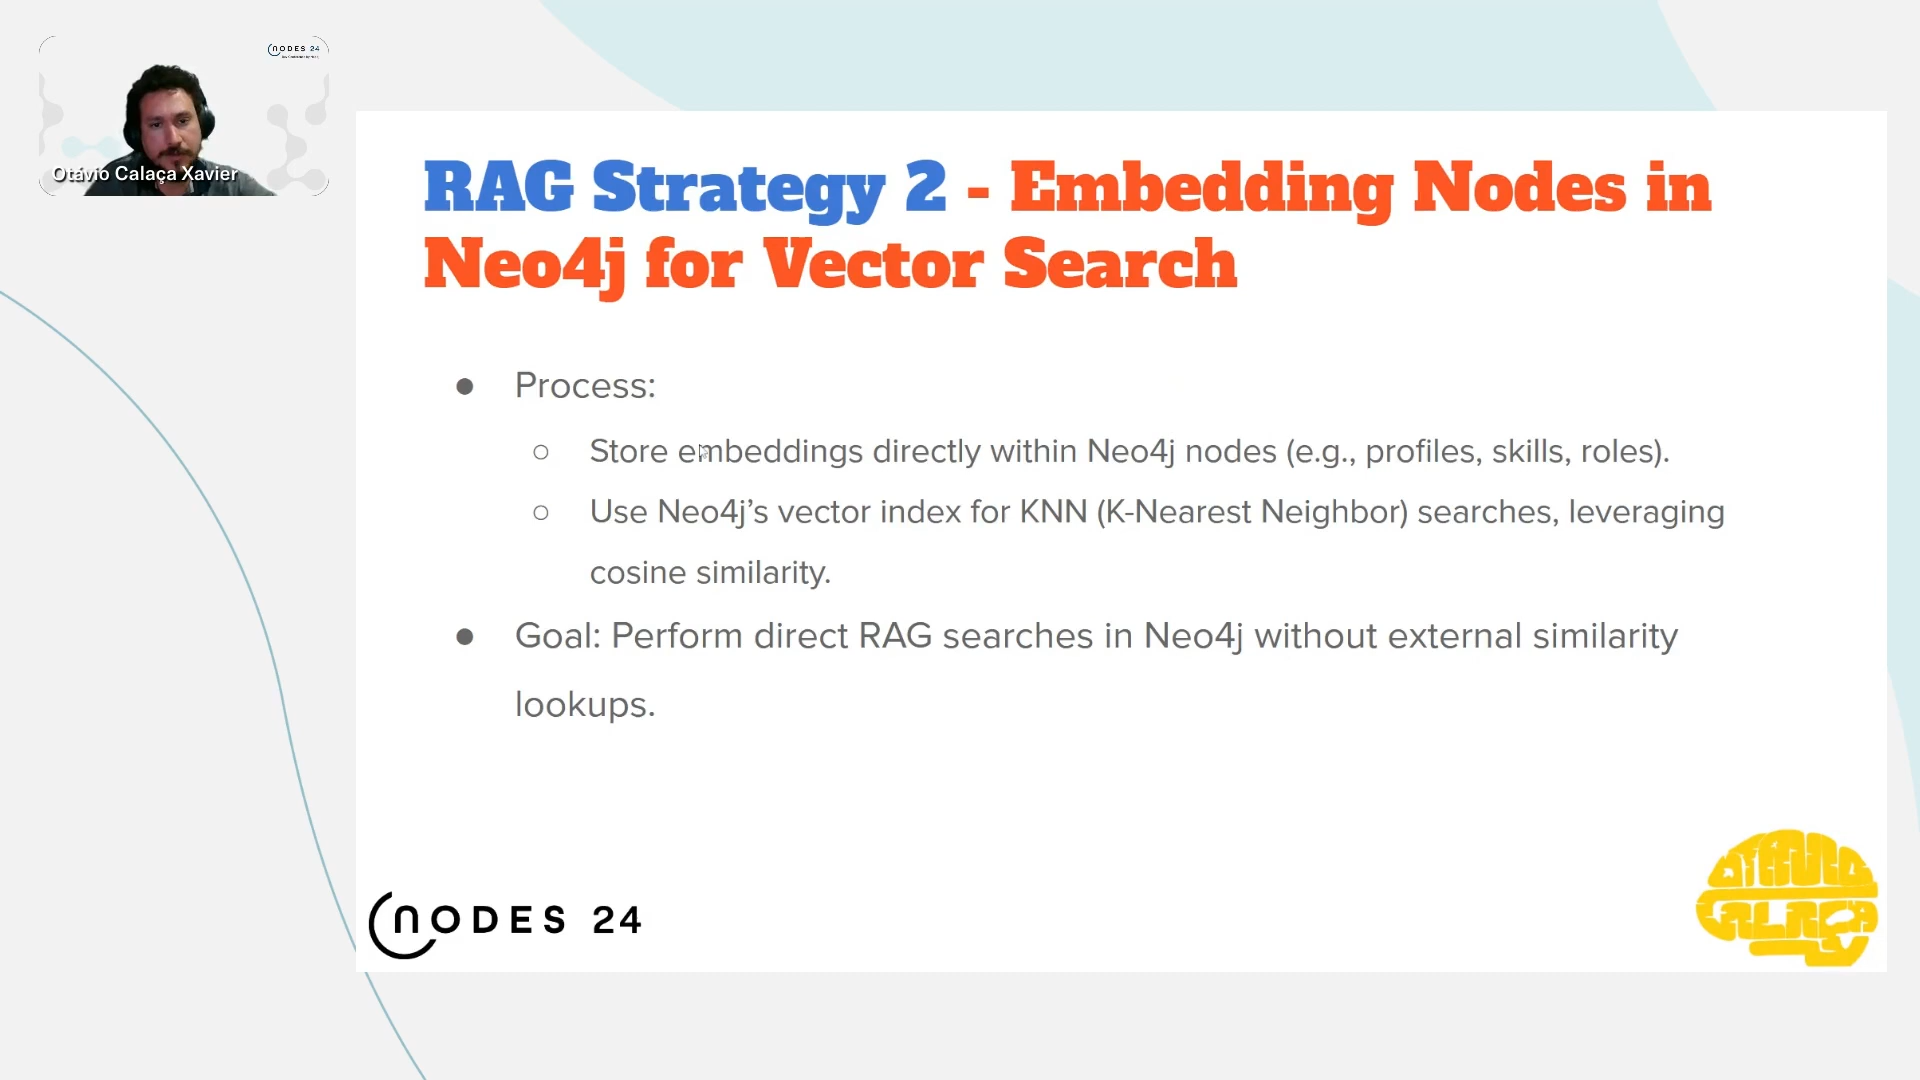 NODES 24
Otávio Calaça Xavier
RAG Strategy 2 - Embedding Nodes in
Neo4j for Vector Search
Process:
Store embeddings directly within Neo4j nodes (e.g., profiles, skills, roles).
Use Neo4j’s vector index for KNN (K-Nearest Neighbor) searches, leveraging
cosine similarity.
Goal: Perform direct RAG searches in Neo4j without external similarity
lookups.
NODES 24
OTÁVIO
CALAÇA